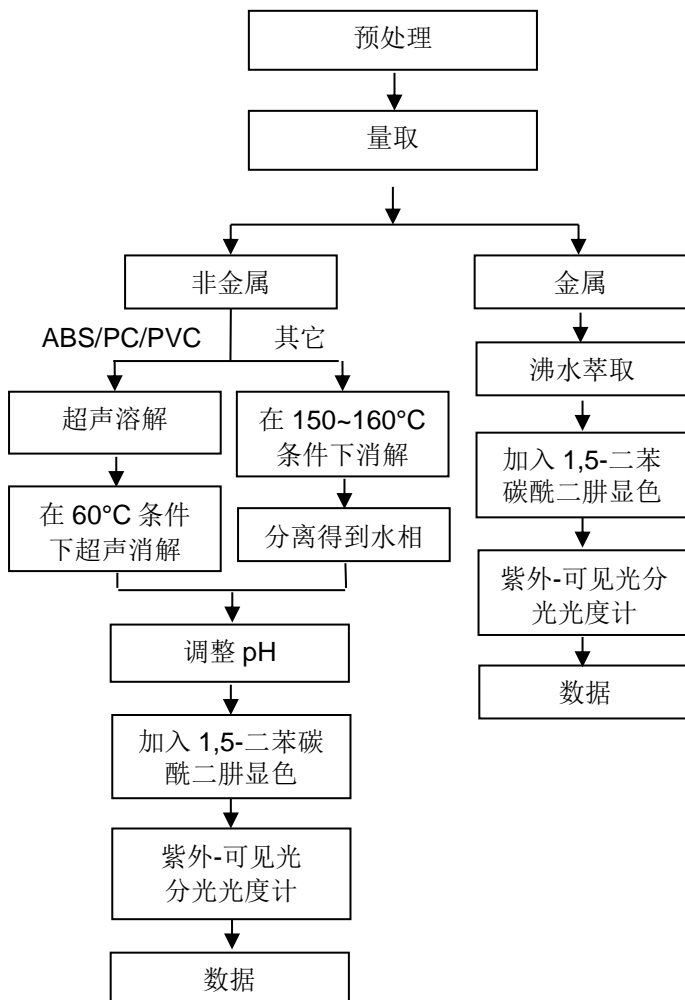 预处理
量取
非金属
金属
ABS/PC/PVC
其它
沸水萃取
超声溶解
在 150~160°C
条件下消解
加入 1,5-二苯
碳酰二肼显色
在 60°C 条件
下超声消解
分离得到水相
紫外-可见光分
光光度计
调整 pH
数据
加入 1,5-二苯碳
酰二肼显色
紫外-可见光
分光光度计
数据